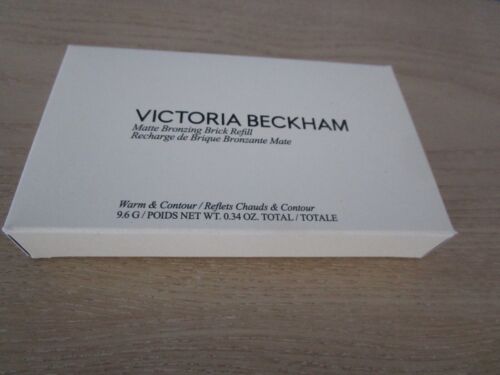 VICTORIA BECKHAM
Matte Bronzing Brick Refill
Recharge de Brique Bronzante Mate
Warm & Contour / Reflets Chauds & Contour
9.6 G / POIDS NET WT. 0.34 OZ. TOTAL / TOTALE